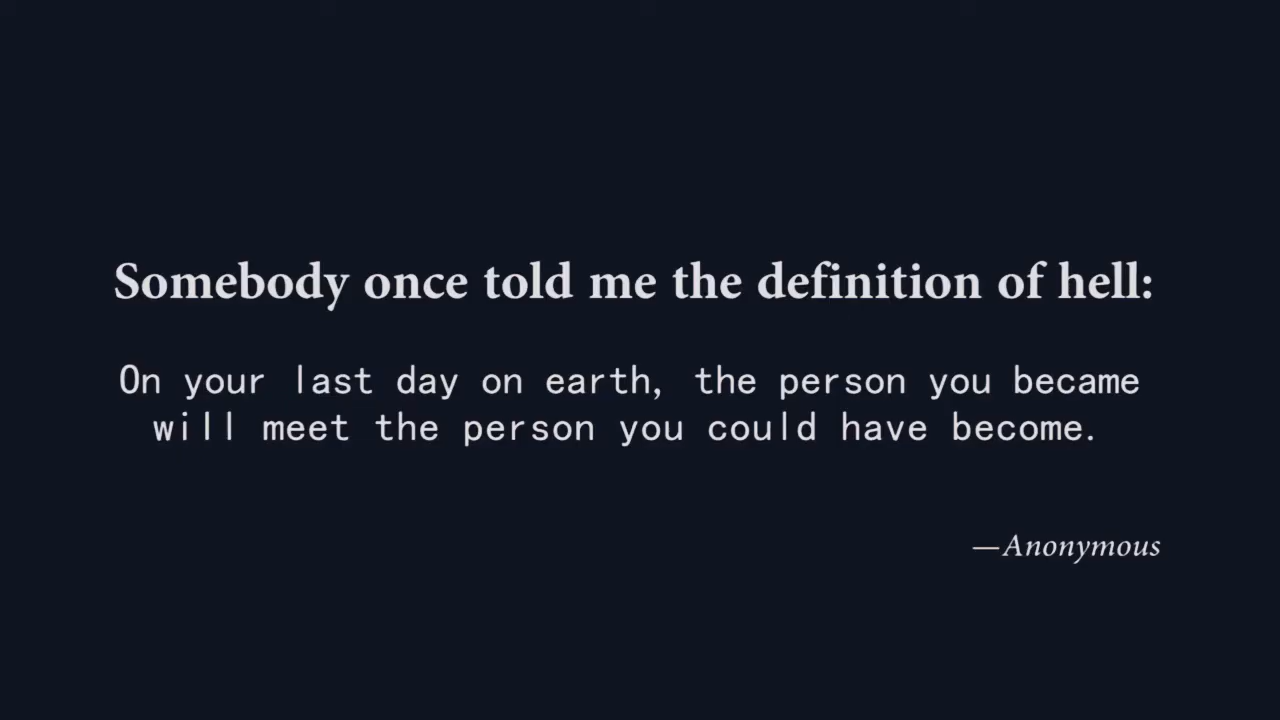 Somebody once told me the definition of hell:
On your last day on earth, the person you became
will meet the person you could have become.
—Anonymous